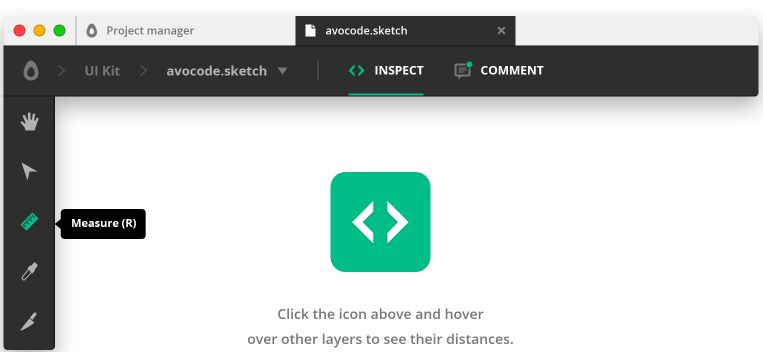 Project manager
avocode.sketch
UI Kit
avocode.sketch
INSPECT
COMMENT
Measure (R)
Click the icon above and hover
over other layers to see their distances.